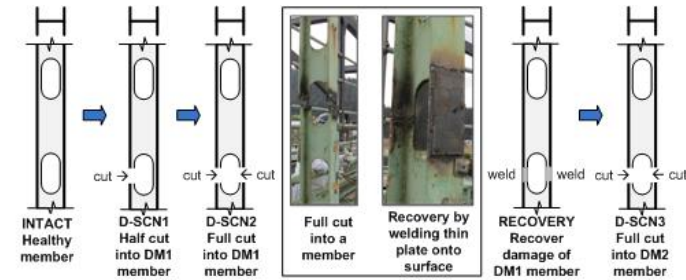 cut →
cut →
← cut
weld
weld
cut →
← cut
INTACT
Healthy
member
D-SCN1
Half cut
into DM1
member
D-SCN2
Full cut
into DM1
member
Full cut
into a
member
Recovery by
welding thin
plate onto
surface
RECOVERY
Recover
damage of
DM1 member
D-SCN3
Full cut
into DM2
member